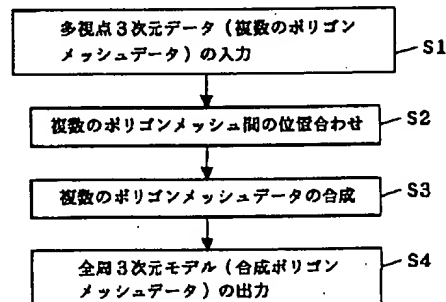 多視点3次元データ（複数のポリゴン
メッシュデータ）の入力
S1
複数のポリゴンメッシュ間の位置合わせ
S2
複数のポリゴンメッシュデータの合成
S3
全周3次元モデル（合成ポリゴン
メッシュデータ）の出力
S4